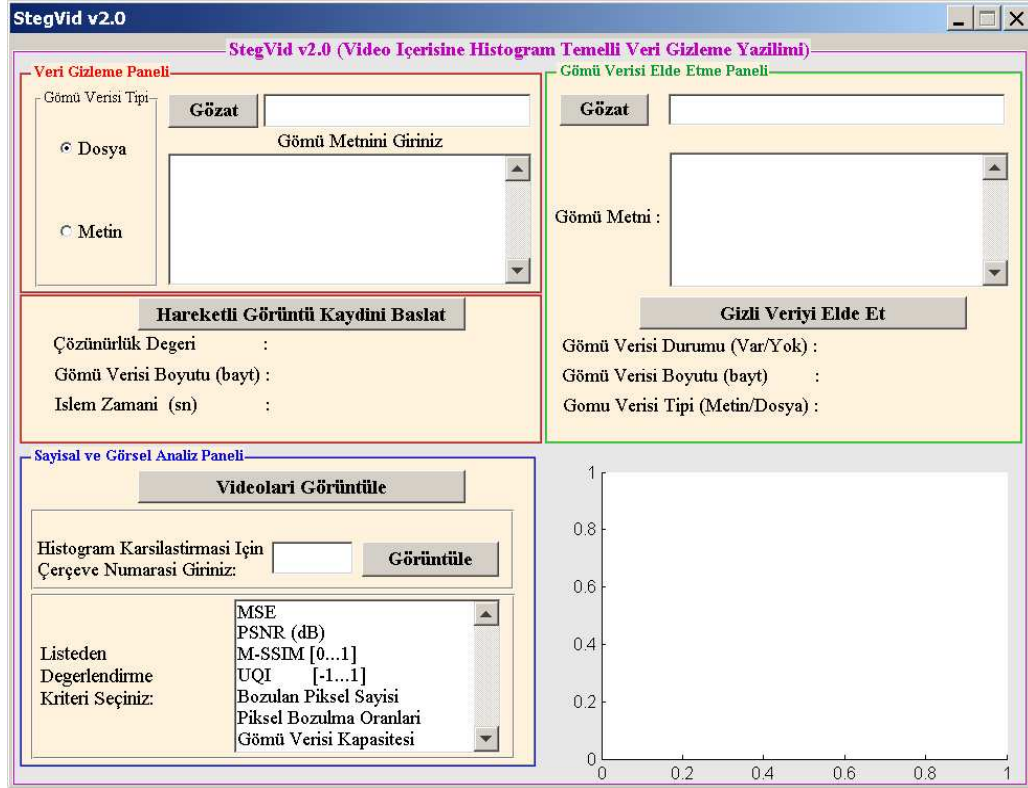 StegVid v2.0
StegVid v2.0 (Video Içerisine Histogram Temelli Veri Gizleme Yazilimi)
Veri Gizleme Paneli
Gömü Verisi Tipi
Dosya
Metin
Gözat
Gömü Metnini Giriniz
Hareketli Görüntü Kaydini Baslat
Çözünürlük Degeri :
Gömü Verisi Boyutu (bayt) :
Islem Zamani (sn) :
Gömü Verisi Elde Etme Paneli
Gözat
Gömü Metni :
Gizli Veriyi Elde Et
Gömü Verisi Durumu (Var/Yok) :
Gömü Verisi Boyutu (bayt) :
Gomu Verisi Tipi (Metin/Dosya) :
Sayisal ve Görsel Analiz Paneli
Videolari Görüntüle
Histogram Karsilastirmasi Için
Çerçeve Numarasi Giriniz:
Görüntüle
Listeden
Degerlendirme
Kriteri Seçiniz:
MSE
PSNR (dB)
M-SSIM [0...1]
UQI [-1...1]
Bozulan Piksel Sayisi
Piksel Bozulma Oranlari
Gömü Verisi Kapasitesi
1
0.8
0.6
0.4
0.2
0
0 0.2 0.4 0.6 0.8 1